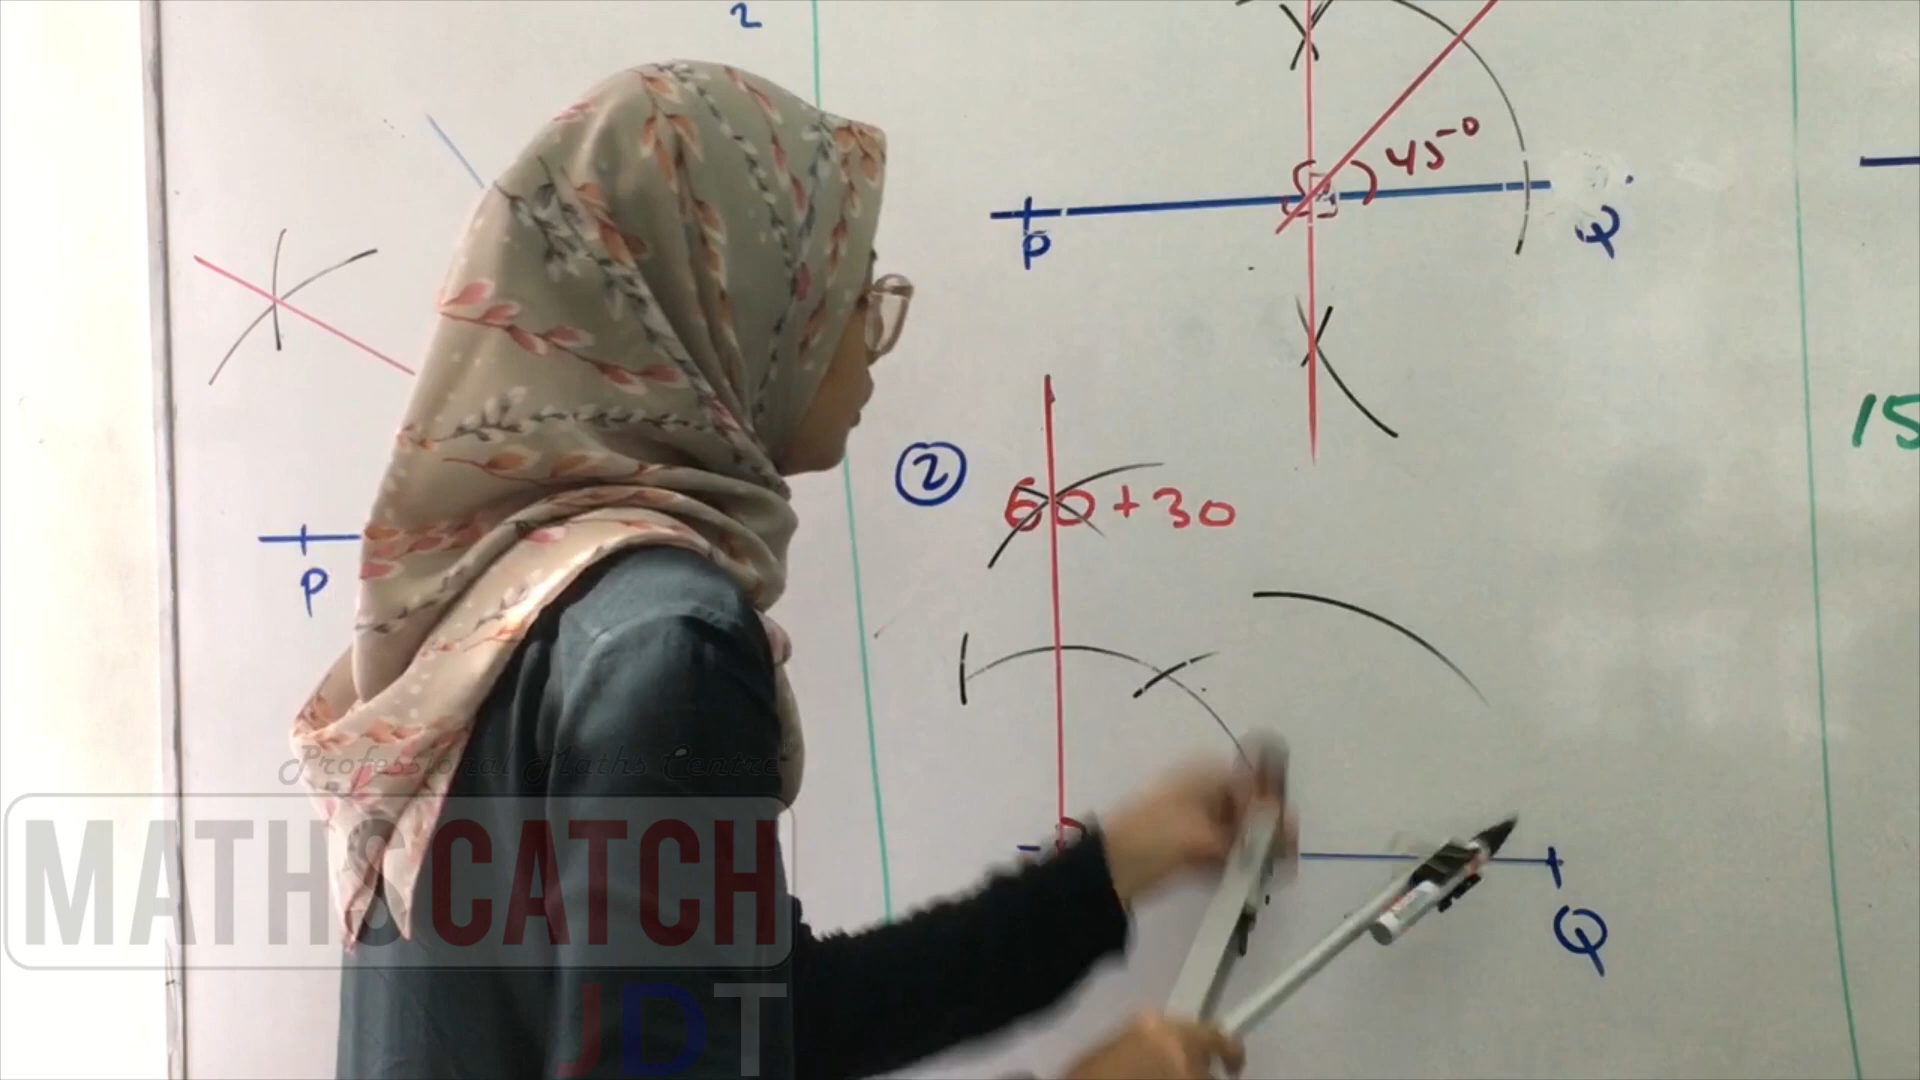 2
45°
P
Q
15
②
60+30
P
Q
Professional Maths Centre
MATHSCATCH
JDT